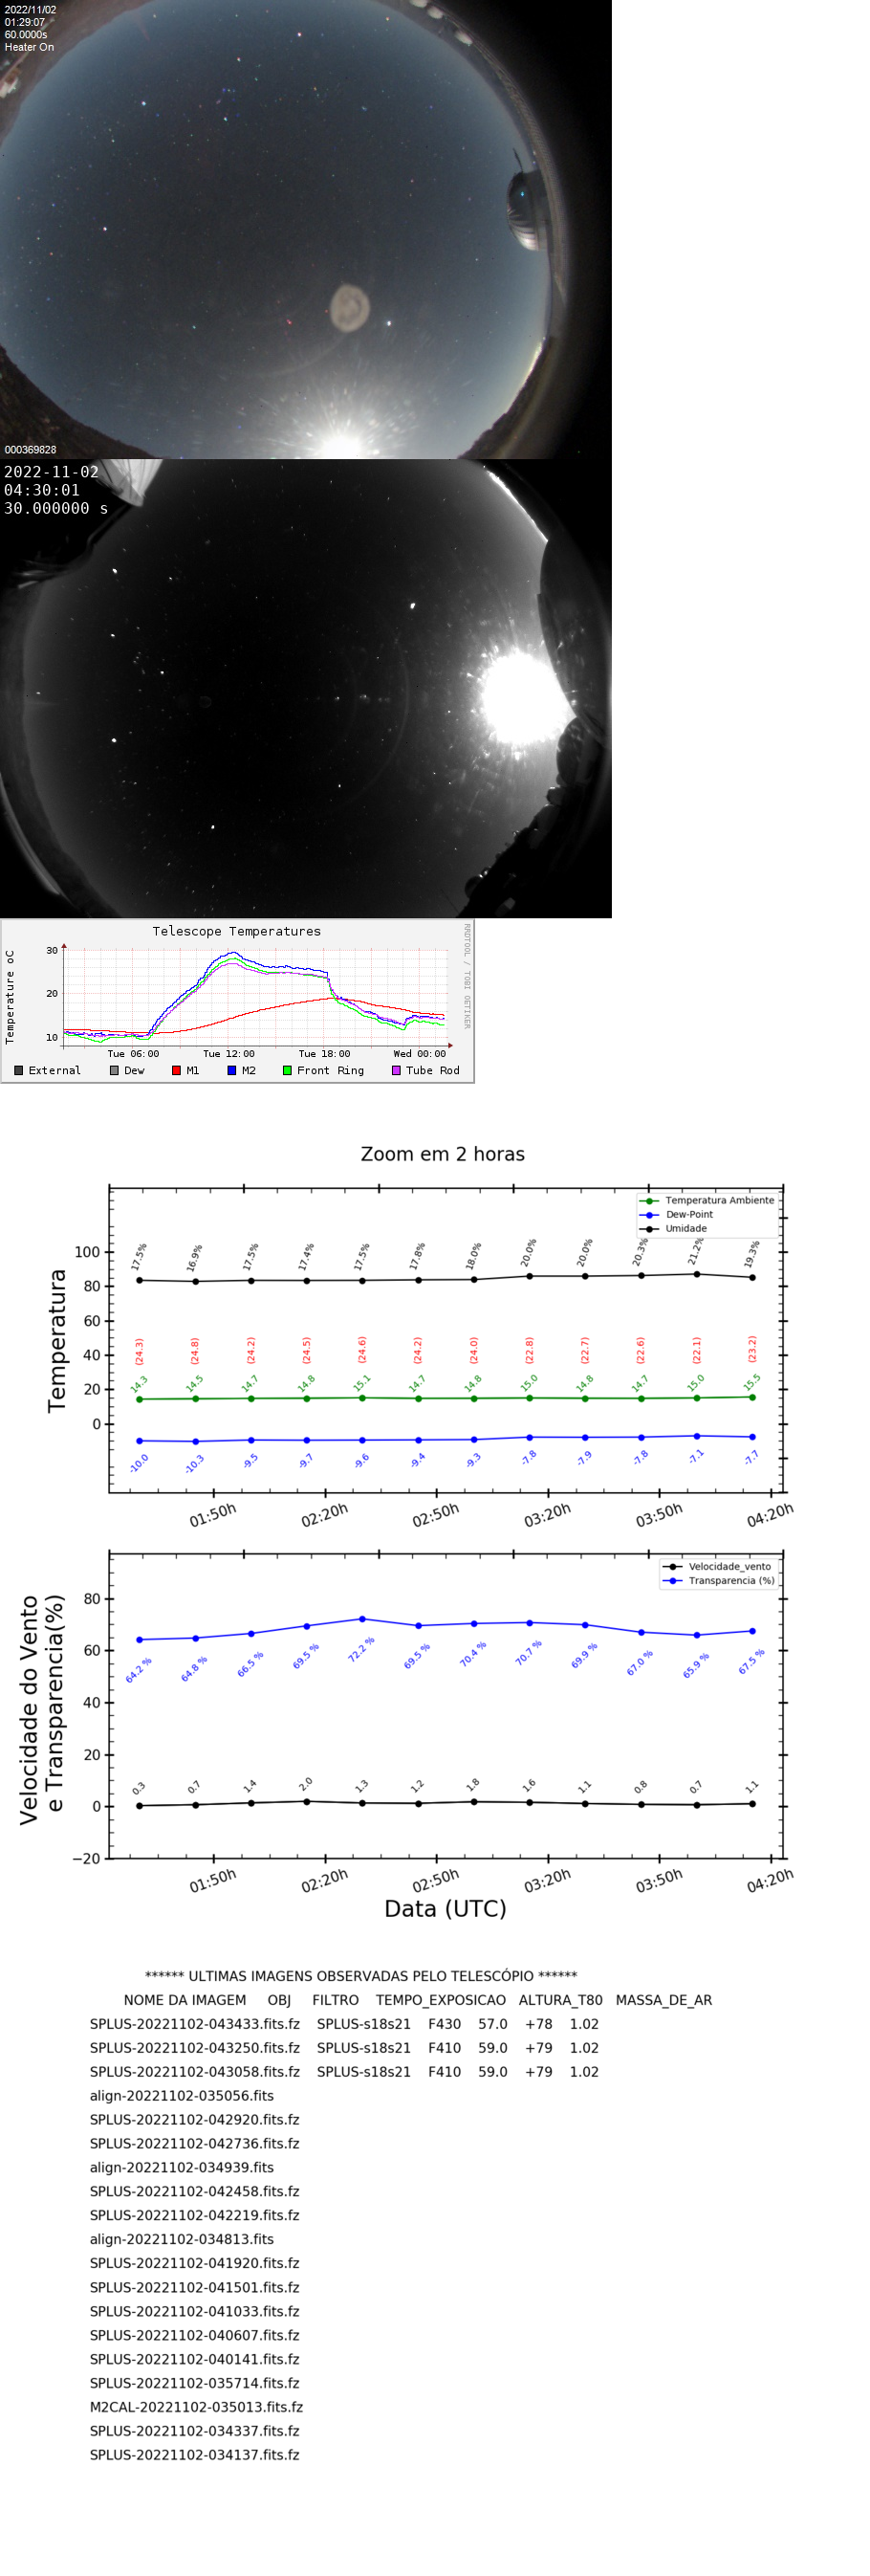 2022/11/02
01:29:07
60.0000s
Heater On
000369828
2022-11-02
04:30:01
30.000000 s
Telescope Temperatures
RRDTOOL / TOBI OETIKER
Temperature oC
30
20
10
Tue 06:00 Tue 12:00 Tue 18:00 Wed 00:00
External Dew M1 M2 Front Ring Tube Rod
Zoom em 2 horas
Temperatura Ambiente
Dew-Point
Umidade
Temperatura
100
80
60
40
20
0
17.5% 16.9% 17.5% 17.4% 17.5% 17.8% 18.0% 20.0% 20.0% 20.3% 21.2% 19.3%
(24.3) (24.8) (24.2) (24.5) (24.6) (24.2) (24.0) (22.8) (22.7) (22.6) (22.1) (23.2)
14.3 14.5 14.7 14.8 15.1 14.7 14.8 15.0 14.8 14.7 15.0 15.5
-10.0 -10.3 -9.5 -9.7 -9.6 -9.4 -9.3 -7.8 -7.9 -7.8 -7.1 -7.7
01:50h 02:20h 02:50h 03:20h 03:50h 04:20h
Velocidade_vento
Transparencia (%)
Velocidade do Vento
e Transparencia(%)
80
60
40
20
0
−20
64.2 % 64.8 % 66.5 % 69.5 % 72.2 % 69.5 % 70.4 % 70.7 % 69.9 % 67.0 % 65.9 % 67.5 %
0.3 0.7 1.4 2.0 1.3 1.2 1.8 1.6 1.1 0.8 0.7 1.1
01:50h 02:20h 02:50h 03:20h 03:50h 04:20h
Data (UTC)
****** ULTIMAS IMAGENS OBSERVADAS PELO TELESCÓPIO ******
NOME DA IMAGEM OBJ FILTRO TEMPO_EXPOSICAO ALTURA_T80 MASSA_DE_AR
SPLUS-20221102-043433.fits.fz SPLUS-s18s21 F430 57.0 +78 1.02
SPLUS-20221102-043250.fits.fz SPLUS-s18s21 F410 59.0 +79 1.02
SPLUS-20221102-043058.fits.fz SPLUS-s18s21 F410 59.0 +79 1.02
align-20221102-035056.fits
SPLUS-20221102-042920.fits.fz
SPLUS-20221102-042736.fits.fz
align-20221102-034939.fits
SPLUS-20221102-042458.fits.fz
SPLUS-20221102-042219.fits.fz
align-20221102-034813.fits
SPLUS-20221102-041920.fits.fz
SPLUS-20221102-041501.fits.fz
SPLUS-20221102-041033.fits.fz
SPLUS-20221102-040607.fits.fz
SPLUS-20221102-040141.fits.fz
SPLUS-20221102-035714.fits.fz
M2CAL-20221102-035013.fits.fz
SPLUS-20221102-034337.fits.fz
SPLUS-20221102-034137.fits.fz